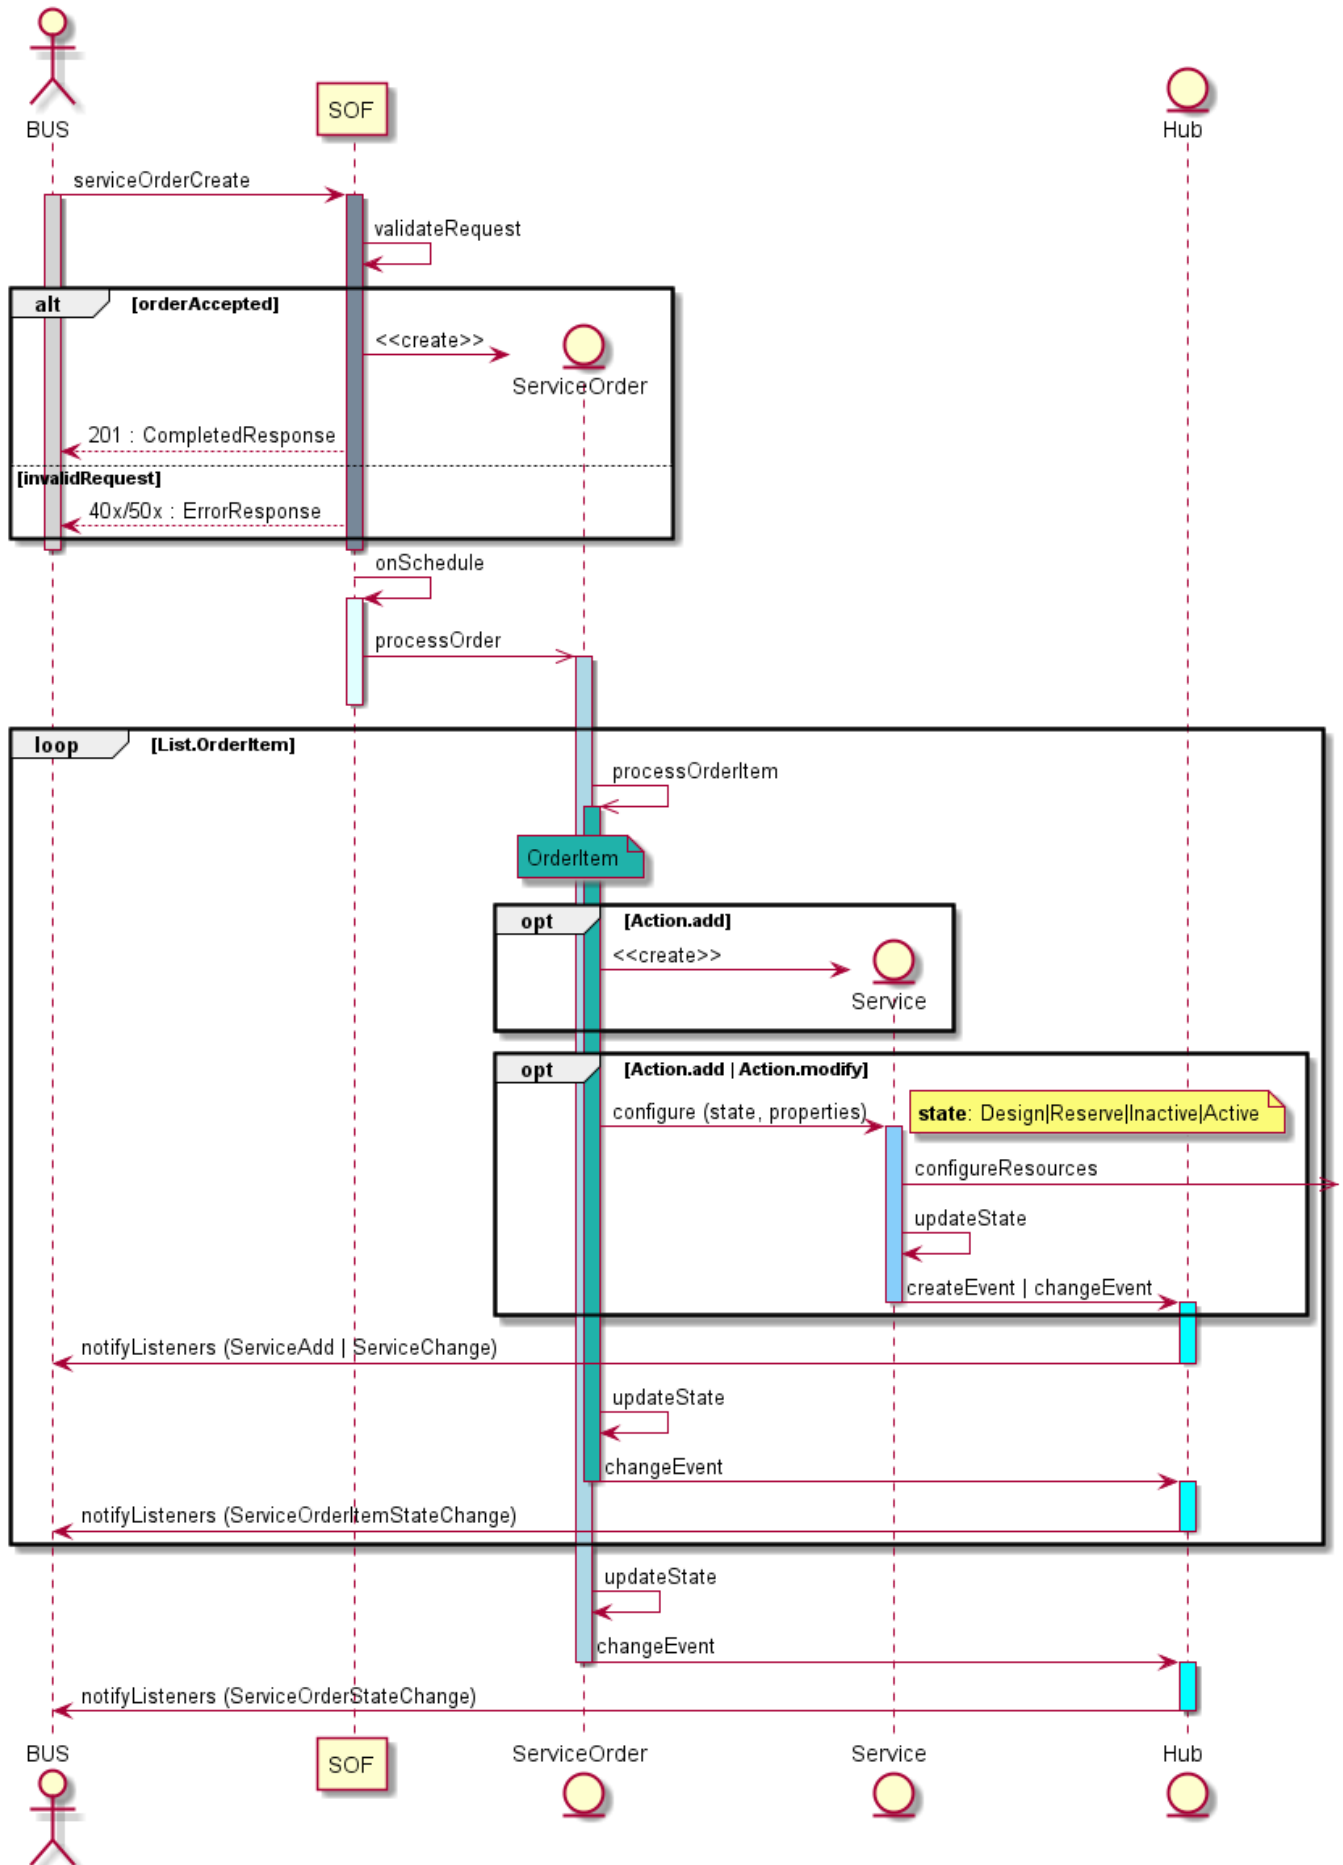 BUS
SOF
Hub
serviceOrderCreate
validateRequest
alt
[orderAccepted]
<<create>>
ServiceOrder
201 : CompletedResponse
[invalidRequest]
40x/50x : ErrorResponse
onSchedule
processOrder
loop
[List.OrderItem]
processOrderItem
OrderItem
opt
[Action.add]
<<create>>
Service
opt
[Action.add | Action.modify]
configure (state, properties)
state: Design|Reserve|Inactive|Active
configureResources
updateState
createEvent | changeEvent
notifyListeners (ServiceAdd | ServiceChange)
updateState
changeEvent
notifyListeners (ServiceOrderItemStateChange)
updateState
changeEvent
notifyListeners (ServiceOrderStateChange)
BUS
SOF
ServiceOrder
Service
Hub